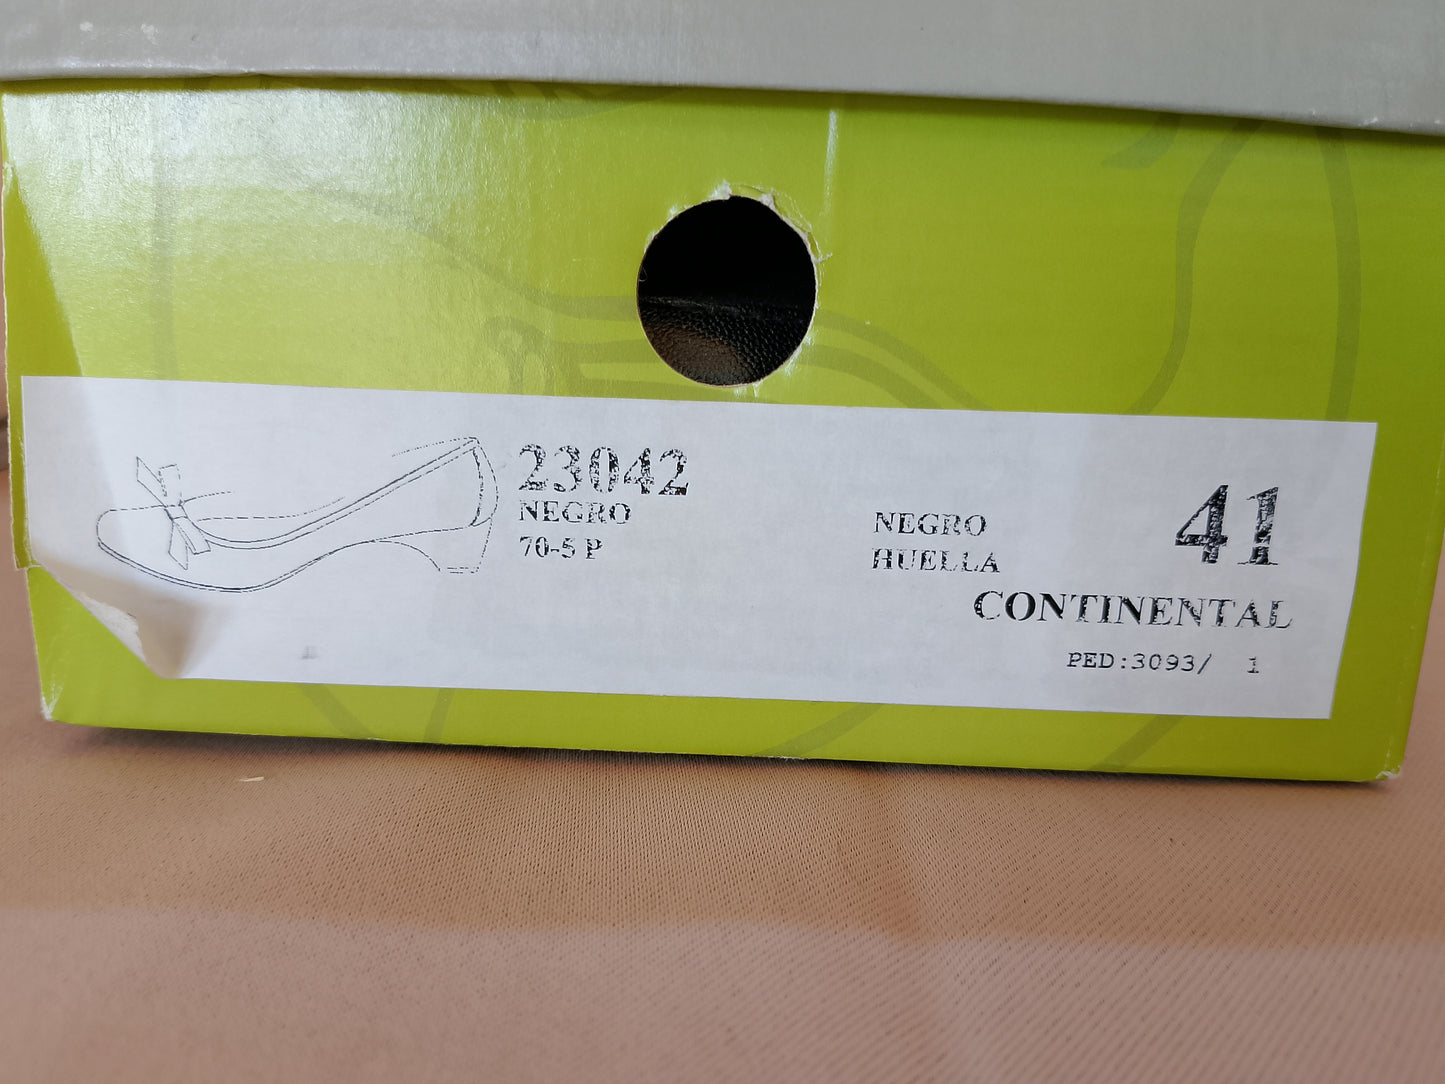 23042
NEGRO
70-5 P
NEGRO
HUELLA
41
CONTINENTAL
PED:3093/ 1